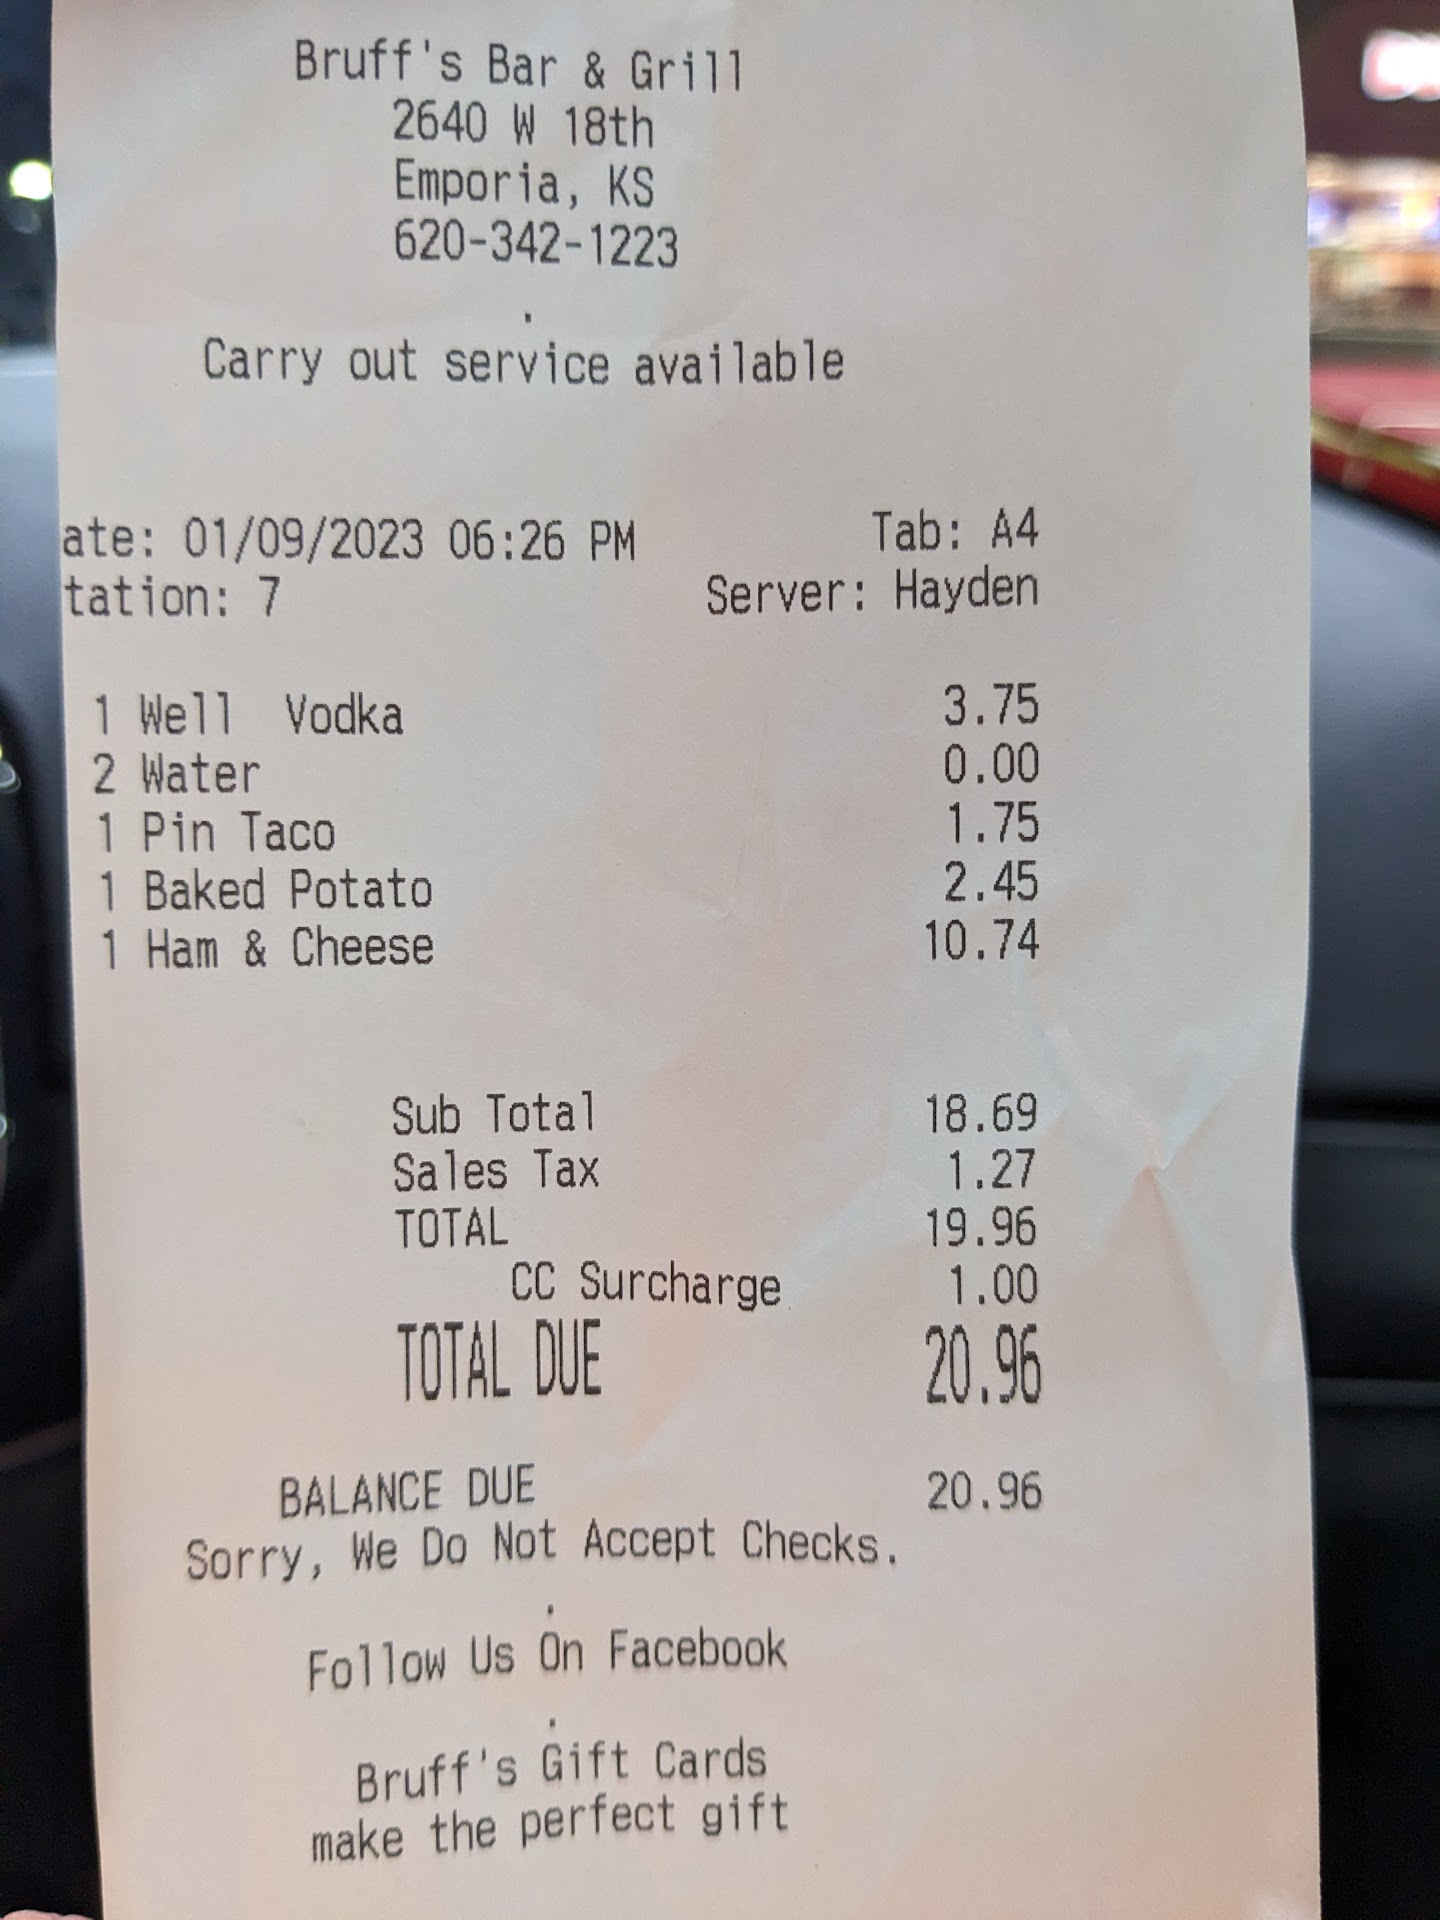 Bruff's Bar & Grill
2640 W 18th
Emporia, KS
620-342-1223
.
Carry out service available
ate: 01/09/2023 06:26 PM Tab: A4
tation: 7 Server: Hayden
1 Well Vodka 3.75
2 Water 0.00
1 Pin Taco 1.75
1 Baked Potato 2.45
1 Ham & Cheese 10.74
Sub Total 18.69
Sales Tax 1.27
TOTAL 19.96
CC Surcharge 1.00
TOTAL DUE 20.96
BALANCE DUE 20.96
Sorry, We Do Not Accept Checks.
.
Follow Us On Facebook
.
Bruff's Gift Cards
make the perfect gift